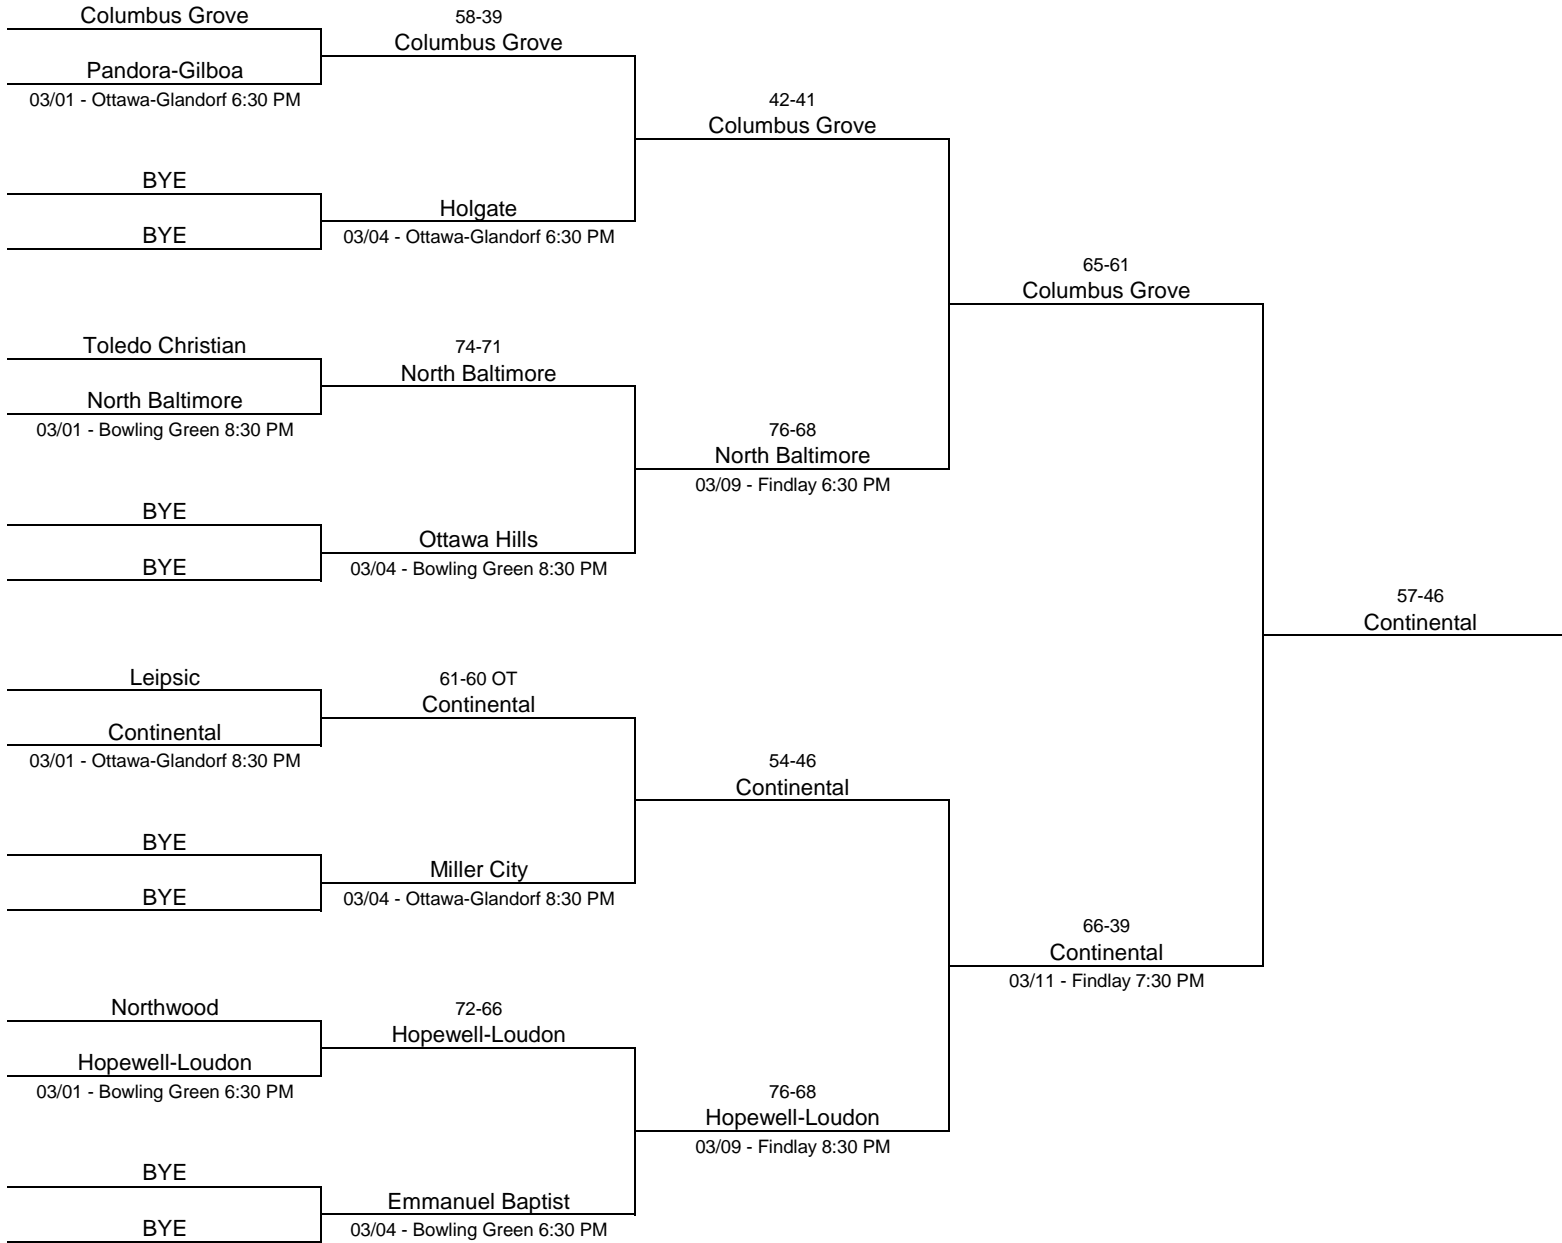 Columbus Grove
Pandora-Gilboa
03/01 - Ottawa-Glandorf 6:30 PM
BYE
BYE
Toledo Christian
North Baltimore
03/01 - Bowling Green 8:30 PM
BYE
BYE
Leipsic
Continental
03/01 - Ottawa-Glandorf 8:30 PM
BYE
BYE
Northwood
Hopewell-Loudon
03/01 - Bowling Green 6:30 PM
BYE
BYE
58-39
Columbus Grove
Holgate
03/04 - Ottawa-Glandorf 6:30 PM
74-71
North Baltimore
Ottawa Hills
03/04 - Bowling Green 8:30 PM
61-60 OT
Continental
Miller City
03/04 - Ottawa-Glandorf 8:30 PM
72-66
Hopewell-Loudon
Emmanuel Baptist
03/04 - Bowling Green 6:30 PM
42-41
Columbus Grove
76-68
North Baltimore
03/09 - Findlay 6:30 PM
54-46
Continental
76-68
Hopewell-Loudon
03/09 - Findlay 8:30 PM
65-61
Columbus Grove
66-39
Continental
03/11 - Findlay 7:30 PM
57-46
Continental